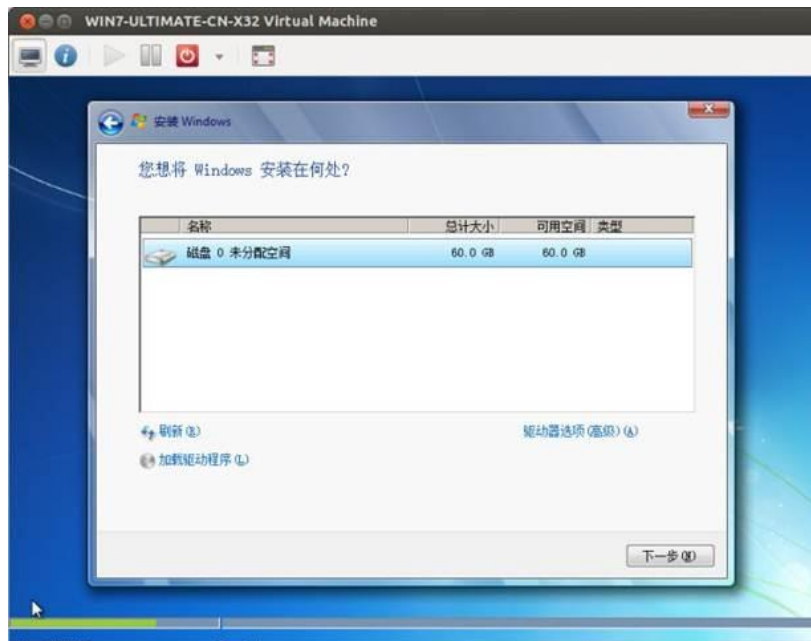 WIN7-ULTIMATE-CN-X32 Virtual Machine
安装 Windows
您想将 Windows 安装在何处?
名称 总计大小 可用空间 类型
磁盘 0 未分配空间 60.0 GB 60.0 GB
刷新(R) 驱动器选项(高级)(A)
加载驱动程序(L)
下一步(N)